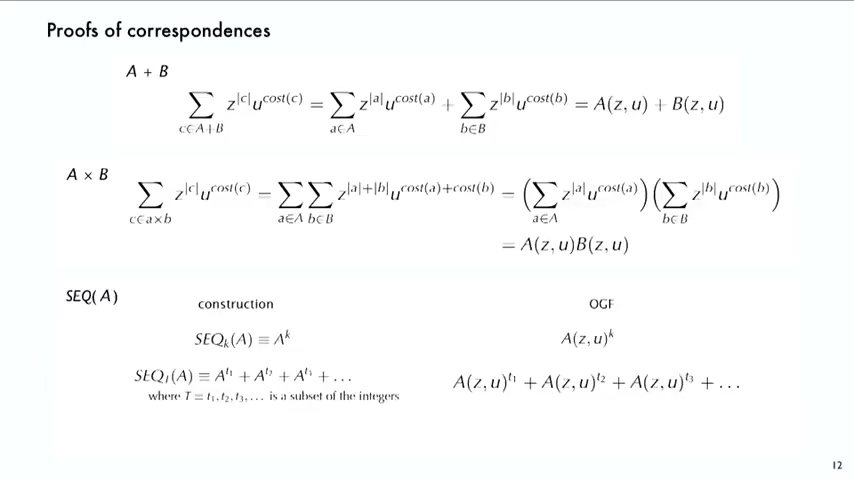 Proofs of correspondences
A + B
∑_{c∈A+B} z^{|c|}u^{cost(c)} = ∑_{a∈A} z^{|a|}u^{cost(a)} + ∑_{b∈B} z^{|b|}u^{cost(b)} = A(z, u) + B(z, u)
A × B
∑_{c∈a×b} z^{|c|}u^{cost(c)} = ∑_{a∈A} ∑_{b∈B} z^{|a|+|b|}u^{cost(a)+cost(b)} = (∑_{a∈A} z^{|a|}u^{cost(a)})(∑_{b∈B} z^{|b|}u^{cost(b)})
= A(z, u)B(z, u)
SEQ( A )
construction OGF
SEQ_k(A) ≡ A^k A(z, u)^k
SEQ_T(A) ≡ A^{t_1} + A^{t_2} + A^{t_3} + . . . A(z, u)^{t_1} + A(z, u)^{t_2} + A(z, u)^{t_3} + . . .
where T = t_1, t_2, t_3, . . . is a subset of the integers
12